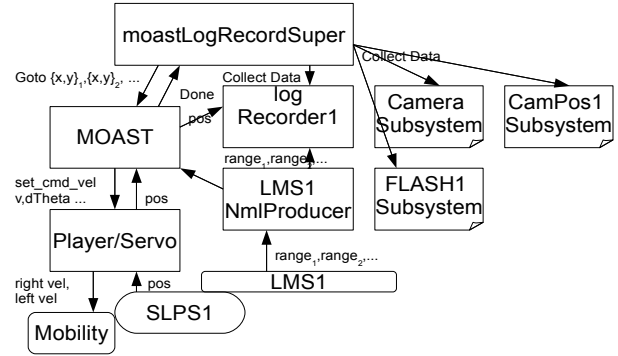 moastLogRecordSuper
Collect Data
Goto {x,y}1,{x,y}2, ...
Done
Collect Data
log
Recorder1
Camera
Subsystem
CamPos1
Subsystem
pos
MOAST
range1,range2,...
set_cmd_vel
v,dTheta ...
pos
LMS1
NmlProducer
FLASH1
Subsystem
Player/Servo
range1,range2,...
right vel,
left vel
pos
LMS1
SLPS1
Mobility